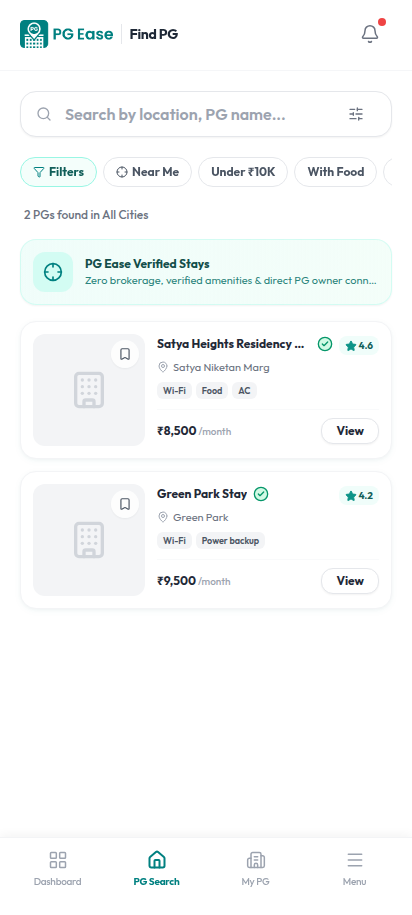 PG
PG Ease
Find PG
Search by location, PG name...
Filters
Near Me
Under ₹10K
With Food
2 PGs found in All Cities
PG Ease Verified Stays
Zero brokerage, verified amenities & direct PG owner conn...
Satya Heights Residency ...
4.6
Satya Niketan Marg
Wi-Fi
Food
AC
₹8,500 /month
View
Green Park Stay
4.2
Green Park
Wi-Fi
Power backup
₹9,500 /month
View
Dashboard
PG Search
My PG
Menu